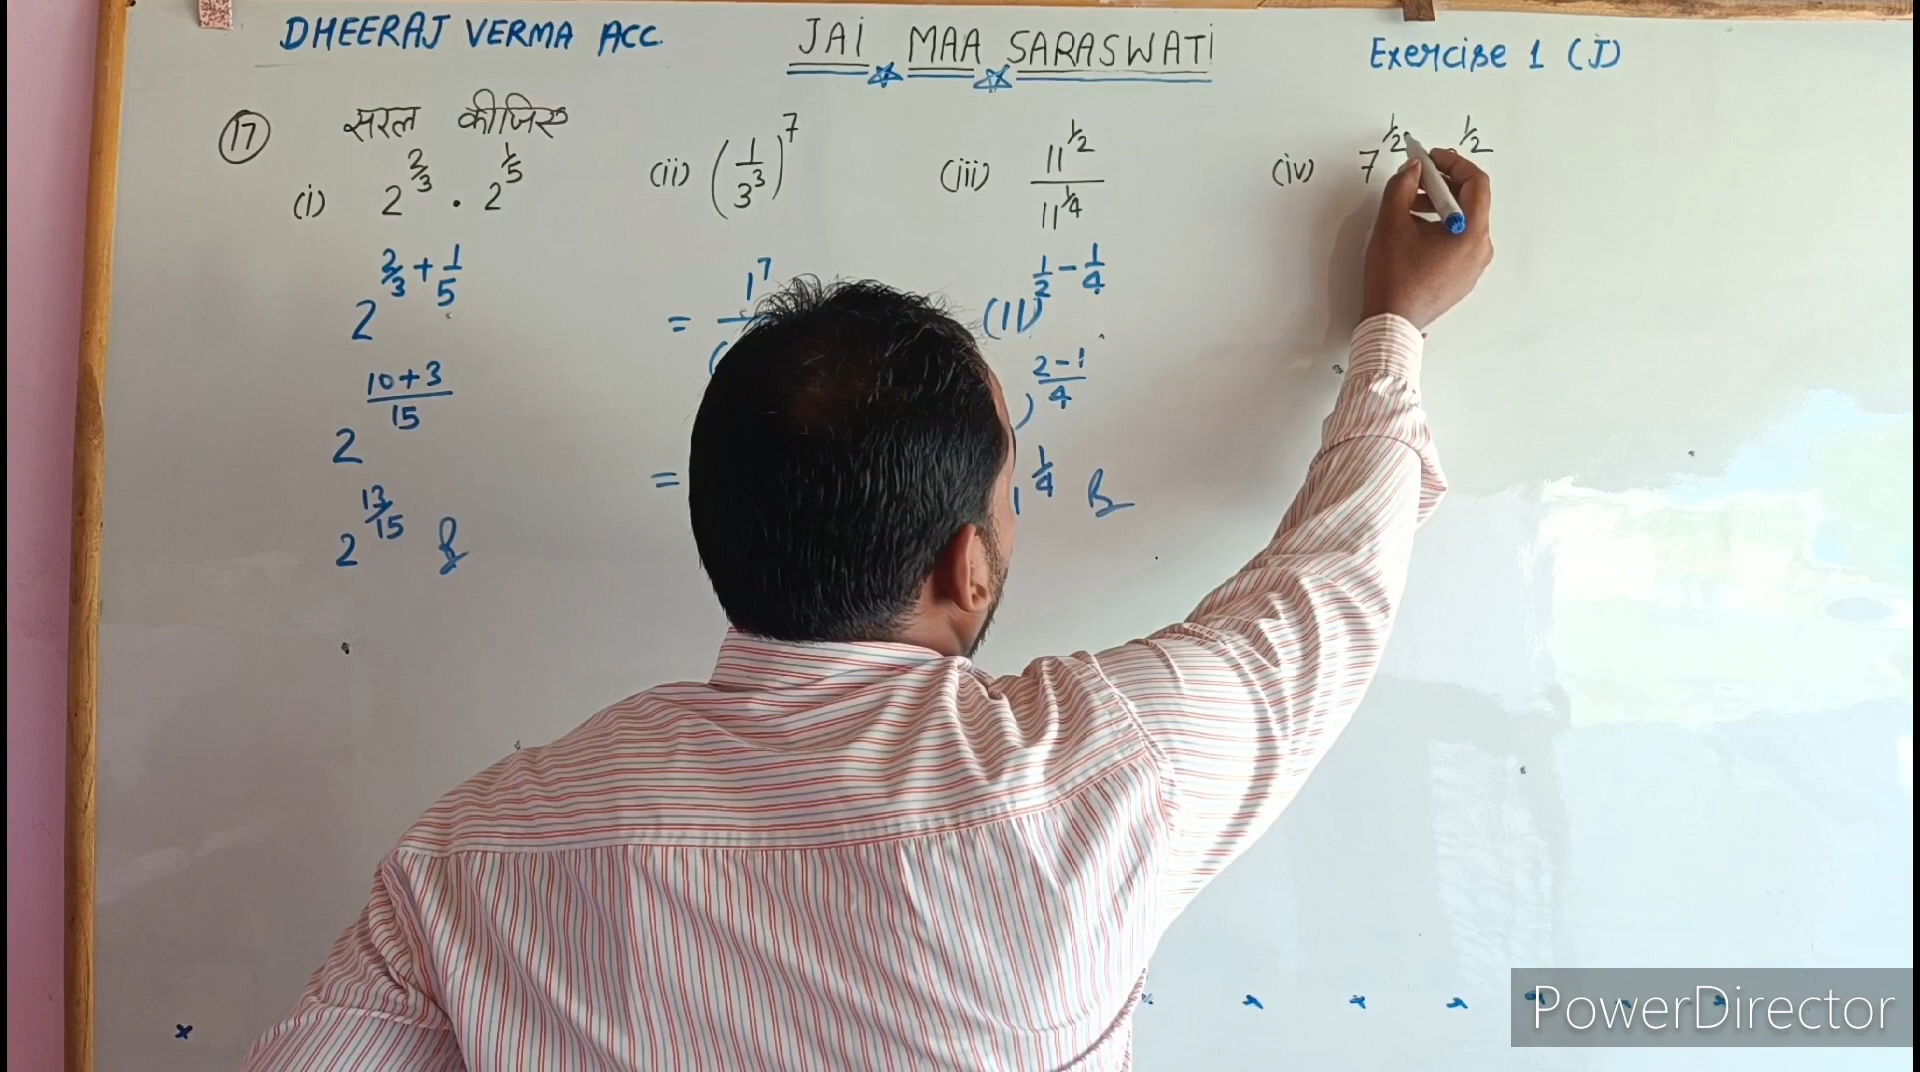 DHEERAJ VERMA ACC. JAI MAA SARASWATI Exercise 1 (J)
(17) सरल कीजिए
(i) 2^2/3 · 2^1/5 (ii) (1/3^3)^7 (iii) 11^1/2 / 11^1/4 (iv) 7^1/2 ^1/2
2^2/3+1/5 = 1^7 (11)^1/2-1/4
2^10+3/15 )^2-1/4
2^13/15 = 1^1/4
PowerDirector